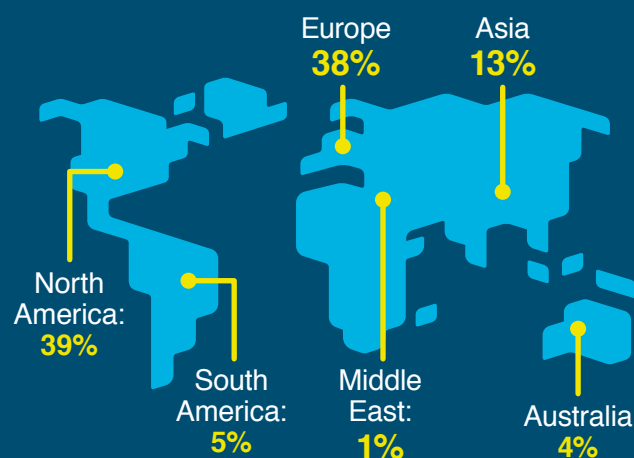 Europe
38%
Asia
13%
North
America:
39%
South
America:
5%
Middle
East:
1%
Australia
4%